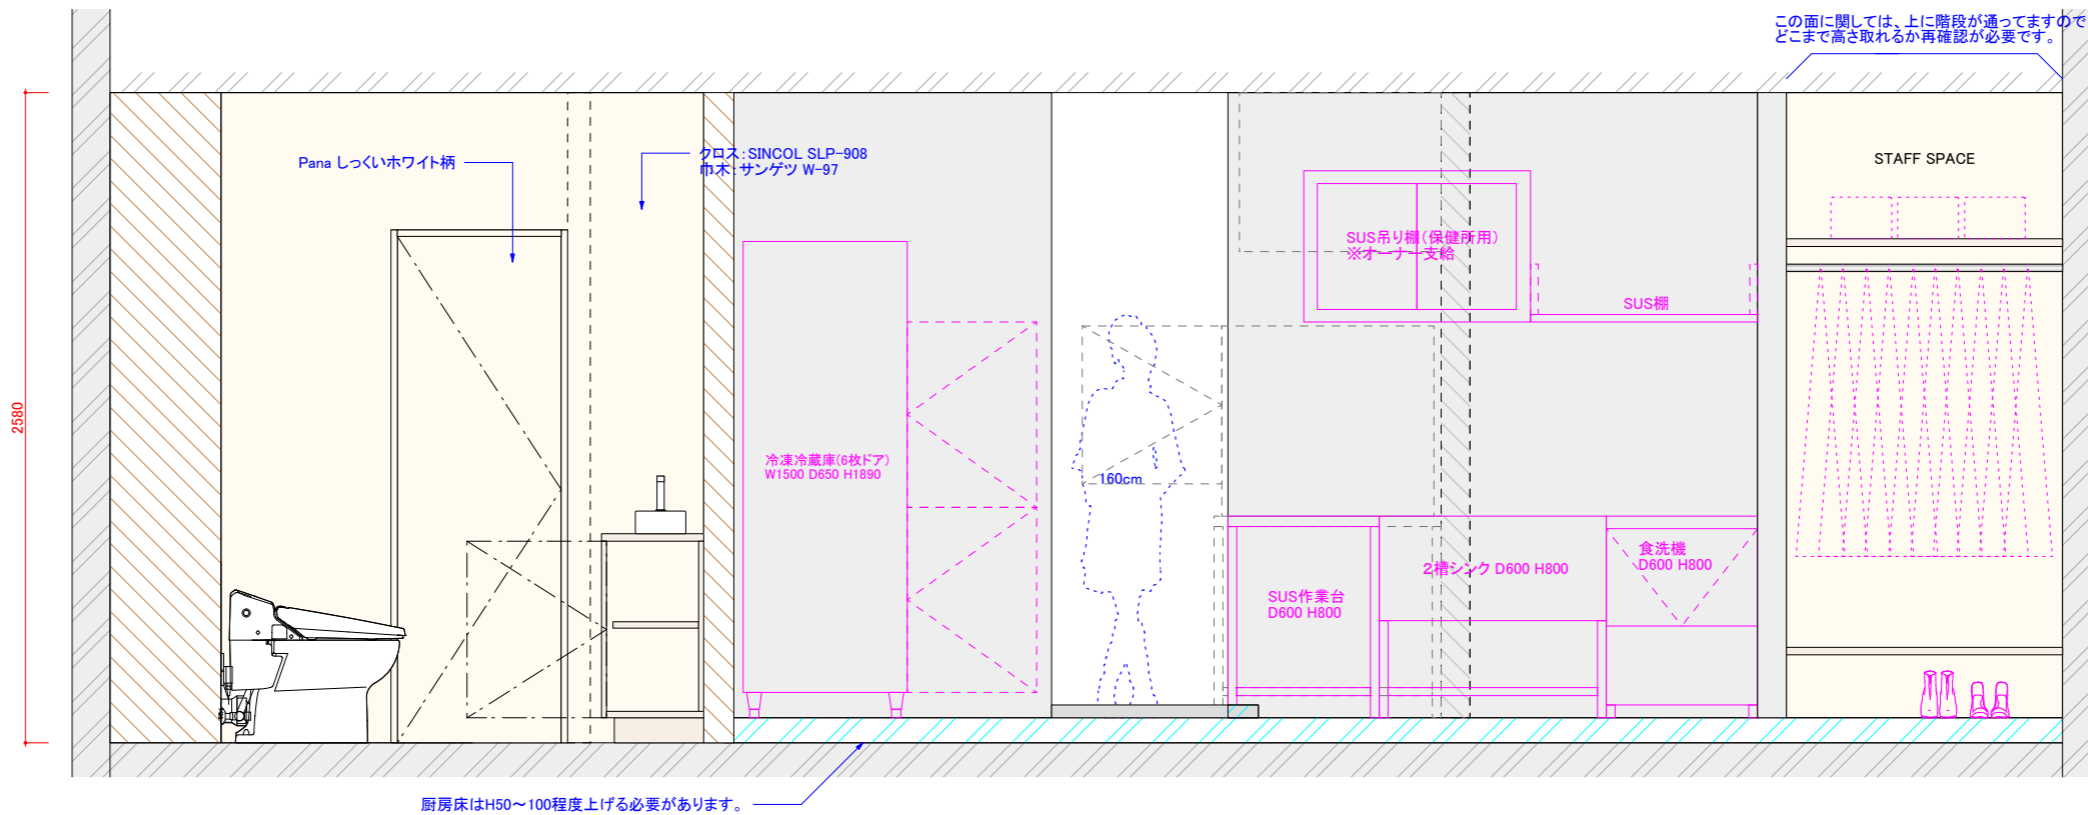 この面に関しては、上に階段が通ってますので
どこまで高さ取れるか再確認が必要です。
Pana しっくいホワイト柄
クロス：SINCOL SLP-908
巾木：サンゲツ W-97
STAFF SPACE
SUS吊り棚（保健所用）
※オーナー支給
SUS棚
2580
冷凍冷蔵庫(6枚ドア)
W1500 D650 H1890
160cm
SUS作業台
D600 H800
2槽シンク D600 H800
食洗機
D600 H800
厨房床はH50～100程度上げる必要があります。